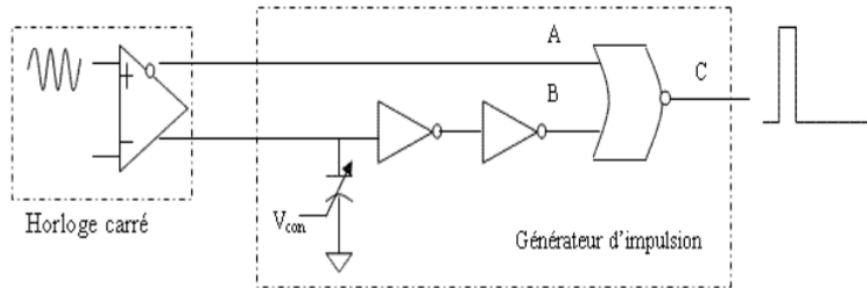 A
C
B
V_con
Horloge carré
Générateur d'impulsion